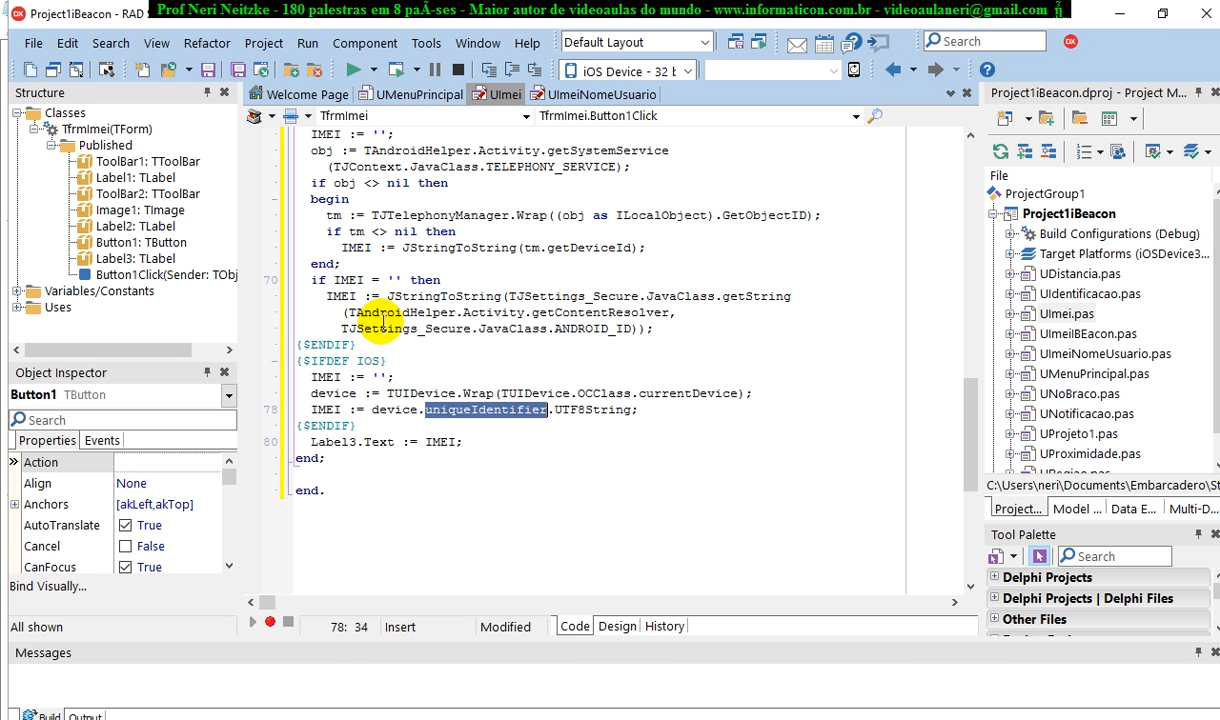 Project1iBeacon - RAD S
Prof Neri Neitzke - 180 palestras em 8 paÃ-ses - Maior autor de videoaulas do mundo - www.informaticon.com.br - videoaulaneri@gmail.com
File Edit Search View Refactor Project Run Component Tools Window Help
Default Layout
Search
iOS Device - 32 b
Structure
Welcome Page UMenuPrincipal UImei UImeiNomeUsuario
Project1iBeacon.dproj - Project M...
Classes
TfrmImei(TForm)
Published
ToolBar1: TToolBar
Label1: TLabel
ToolBar2: TToolBar
Image1: TImage
Label2: TLabel
Button1: TButton
Label3: TLabel
Button1Click(Sender: TObj
Variables/Constants
Uses
TfrmImei TfrmImei.Button1Click
IMEI := '';
obj := TAndroidHelper.Activity.getSystemService
(TJContext.JavaClass.TELEPHONY_SERVICE);
if obj <> nil then
begin
tm := TJTelephonyManager.Wrap((obj as ILocalObject).GetObjectID);
if tm <> nil then
IMEI := JStringToString(tm.getDeviceId);
end;
70 if IMEI = '' then
IMEI := JStringToString(TJSettings_Secure.JavaClass.getString
(TAndroidHelper.Activity.getContentResolver,
TJSettings_Secure.JavaClass.ANDROID_ID));
{$ENDIF}
{$IFDEF IOS}
IMEI := '';
device := TUIDevice.Wrap(TUIDevice.OCClass.currentDevice);
78 IMEI := device.uniqueIdentifier.UTF8String;
{$ENDIF}
80 Label3.Text := IMEI;
end;
end.
File
ProjectGroup1
Project1iBeacon
Build Configurations (Debug)
Target Platforms (iOSDevice3...
UDistancia.pas
UIdentificacao.pas
UImei.pas
UImeiIBEacon.pas
UImeiNomeUsuario.pas
UMenuPrincipal.pas
UNoBraco.pas
UNotificacao.pas
UProjeto1.pas
UProximidade.pas
URegiao.pas
C:\Users\neri\Documents\Embarcadero\St
Project... Model ... Data E... Multi-D...
Object Inspector
Button1 TButton
Search
Properties Events
Action
Align None
Anchors [akLeft,akTop]
AutoTranslate True
Cancel False
CanFocus True
Bind Visually...
All shown
78: 34 Insert Modified Code Design History
Tool Palette
Search
Delphi Projects
Delphi Projects | Delphi Files
Other Files
Messages
Build Output